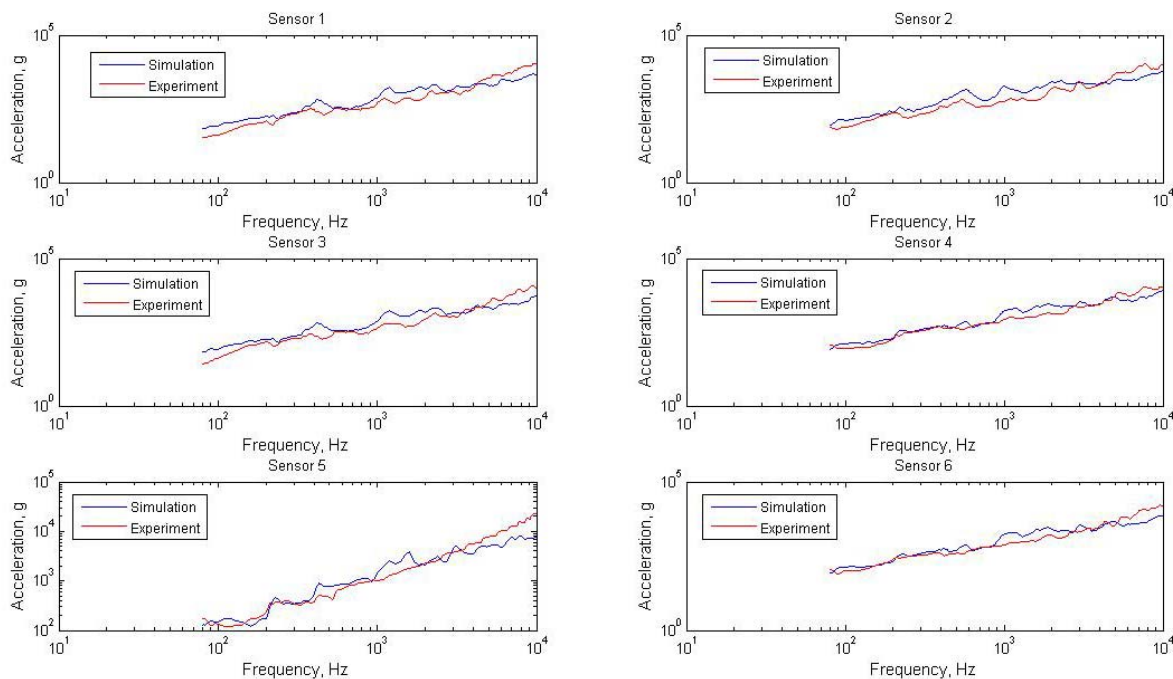 Sensor 1
10^5
Simulation
Experiment
Acceleration, g
10^0
10^1
10^2
10^3
10^4
Frequency, Hz
Sensor 2
10^5
Simulation
Experiment
Acceleration, g
10^0
10^1
10^2
10^3
10^4
Frequency, Hz
Sensor 3
10^5
Simulation
Experiment
Acceleration, g
10^0
10^1
10^2
10^3
10^4
Frequency, Hz
Sensor 4
10^5
Simulation
Experiment
Acceleration, g
10^0
10^1
10^2
10^3
10^4
Frequency, Hz
Sensor 5
10^5
Simulation
10^4
Experiment
Acceleration, g
10^3
10^2
10^1
10^2
10^3
10^4
Frequency, Hz
Sensor 6
10^5
Simulation
Experiment
Acceleration, g
10^0
10^1
10^2
10^3
10^4
Frequency, Hz